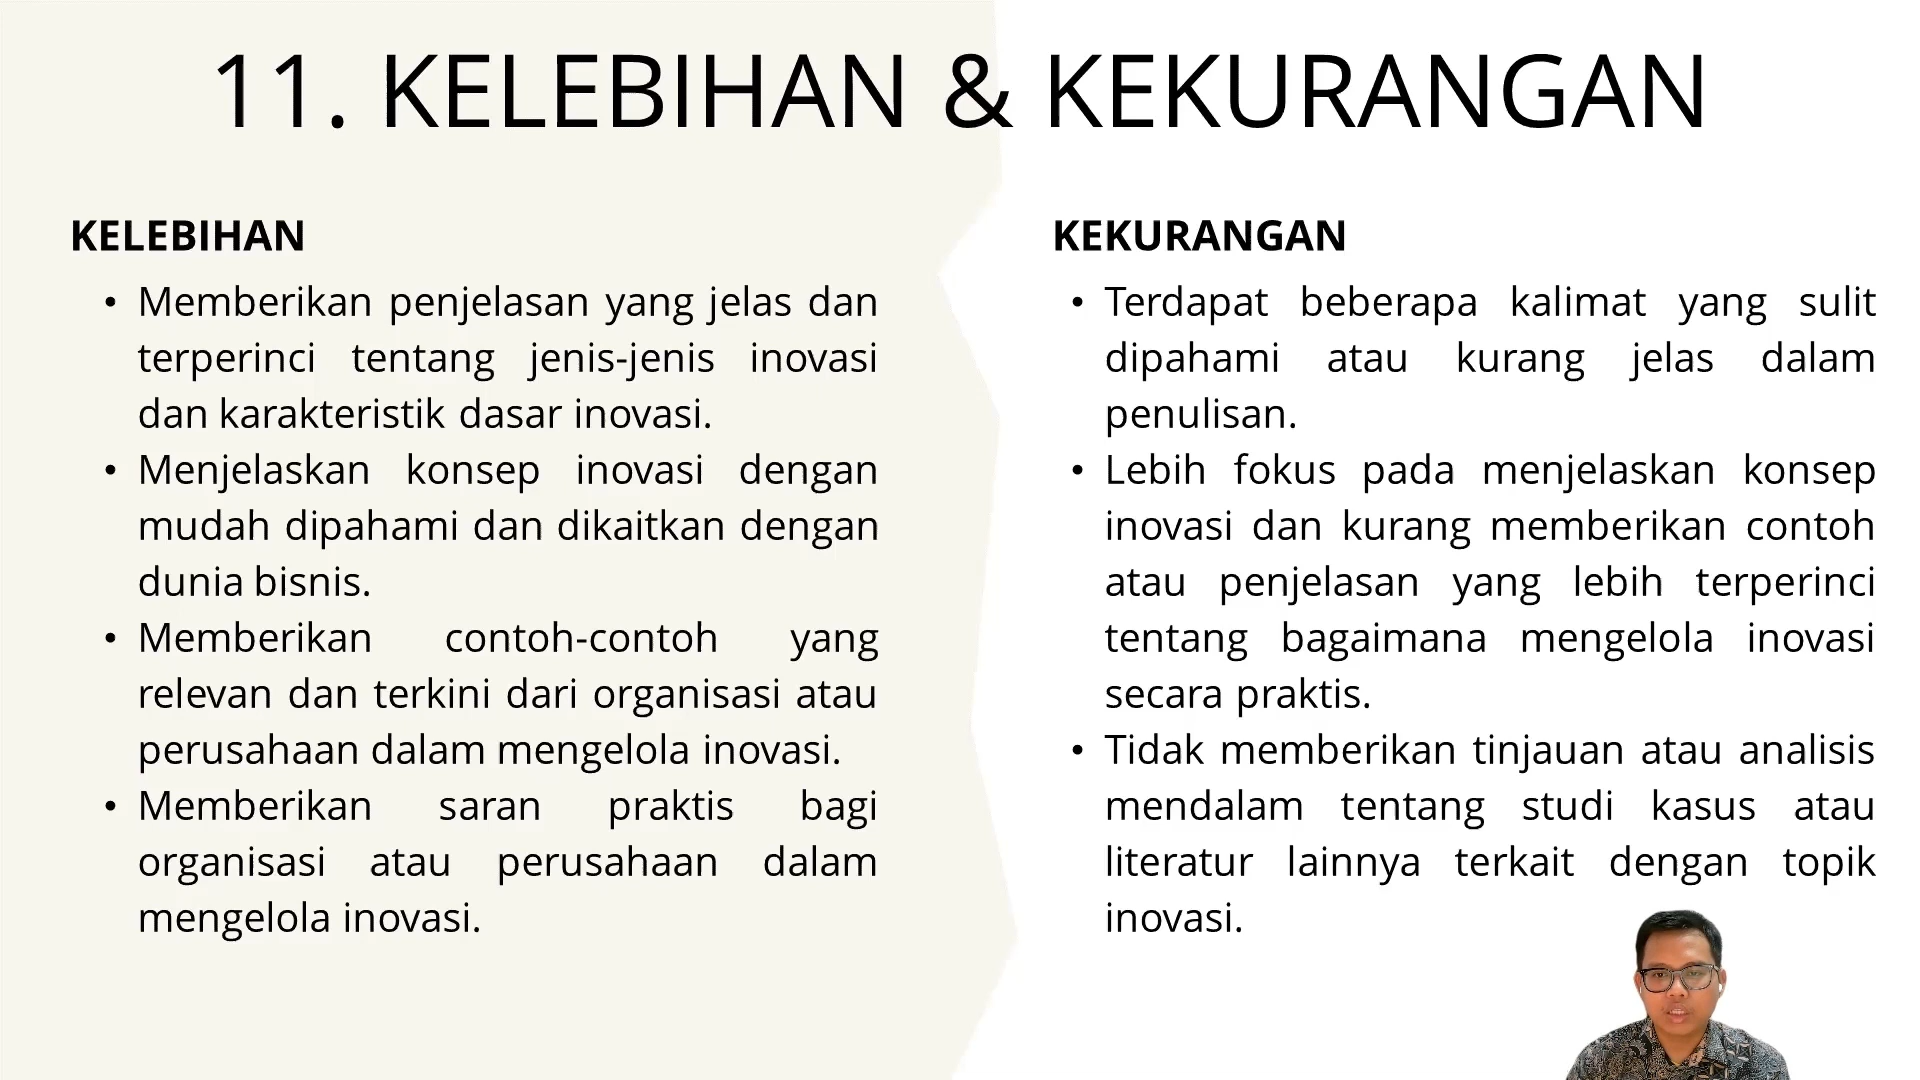 11. KELEBIHAN & KEKURANGAN
KELEBIHAN
• Memberikan penjelasan yang jelas dan
terperinci tentang jenis-jenis inovasi
dan karakteristik dasar inovasi.
• Menjelaskan konsep inovasi dengan
mudah dipahami dan dikaitkan dengan
dunia bisnis.
• Memberikan contoh-contoh yang
relevan dan terkini dari organisasi atau
perusahaan dalam mengelola inovasi.
• Memberikan saran praktis bagi
organisasi atau perusahaan dalam
mengelola inovasi.
KEKURANGAN
• Terdapat beberapa kalimat yang sulit
dipahami atau kurang jelas dalam
penulisan.
• Lebih fokus pada menjelaskan konsep
inovasi dan kurang memberikan contoh
atau penjelasan yang lebih terperinci
tentang bagaimana mengelola inovasi
secara praktis.
• Tidak memberikan tinjauan atau analisis
mendalam tentang studi kasus atau
literatur lainnya terkait dengan topik
inovasi.